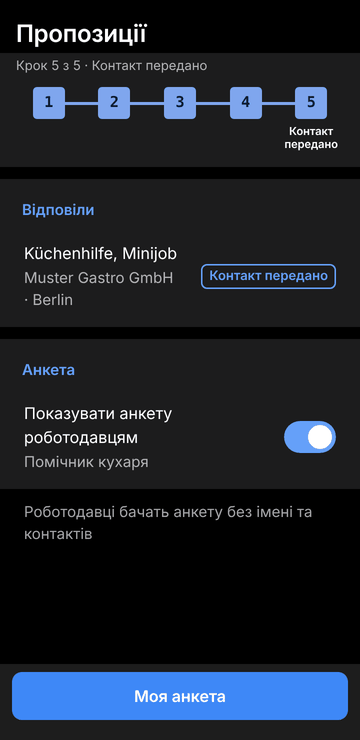 Пропозиції
Крок 5 з 5 · Контакт передано
1 2 3 4 5
Контакт
передано
Відповіли
Küchenhilfe, Minijob
Muster Gastro GmbH
· Berlin
Контакт передано
Анкета
Показувати анкету
роботодавцям
Помічник кухаря
Роботодавці бачать анкету без імені та
контактів
Моя анкета